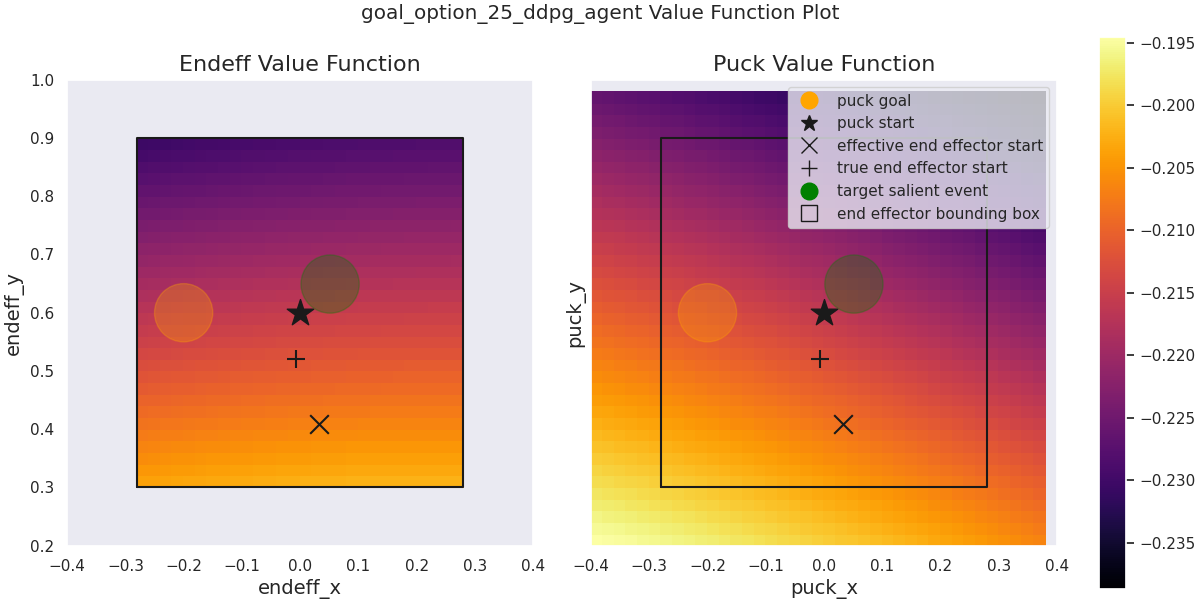 goal_option_25_ddpg_agent Value Function Plot
Endeff Value Function
1.0
0.9
0.8
0.7
0.6
0.5
0.4
0.3
0.2
endeff_y
−0.4 −0.3 −0.2 −0.1 0.0 0.1 0.2 0.3 0.4
endeff_x
Puck Value Function
puck goal
puck start
effective end effector start
true end effector start
target salient event
end effector bounding box
puck_y
−0.4 −0.3 −0.2 −0.1 0.0 0.1 0.2 0.3 0.4
puck_x
−0.195
−0.200
−0.205
−0.210
−0.215
−0.220
−0.225
−0.230
−0.235